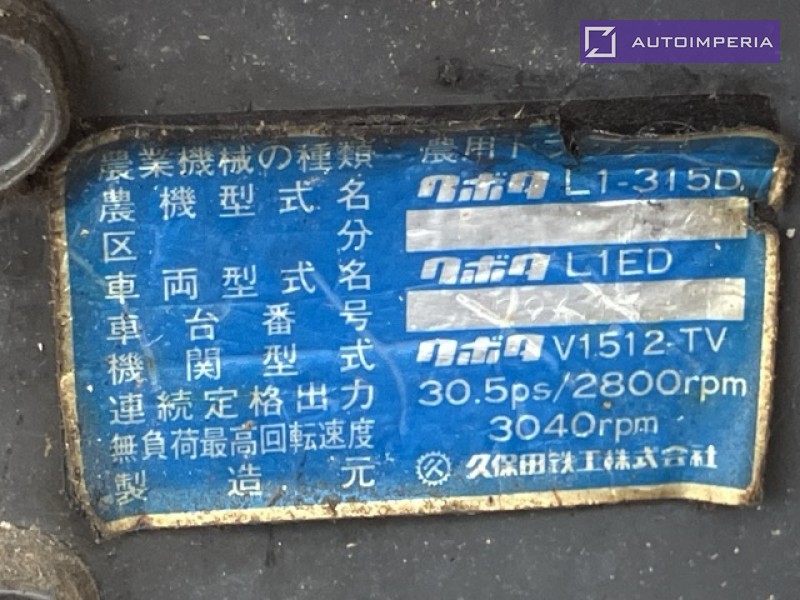 AUTOIMPERIA
農業機械の種類 農用トラクタ
農機型式名 クボタ L1-315D
区分
車両型式名 クボタ L1ED
車台番号
機関型式 クボタ V1512-TV
連続定格出力 30.5ps/2800rpm
無負荷最高回転速度 3040rpm
製造元 久保田鉄工株式会社